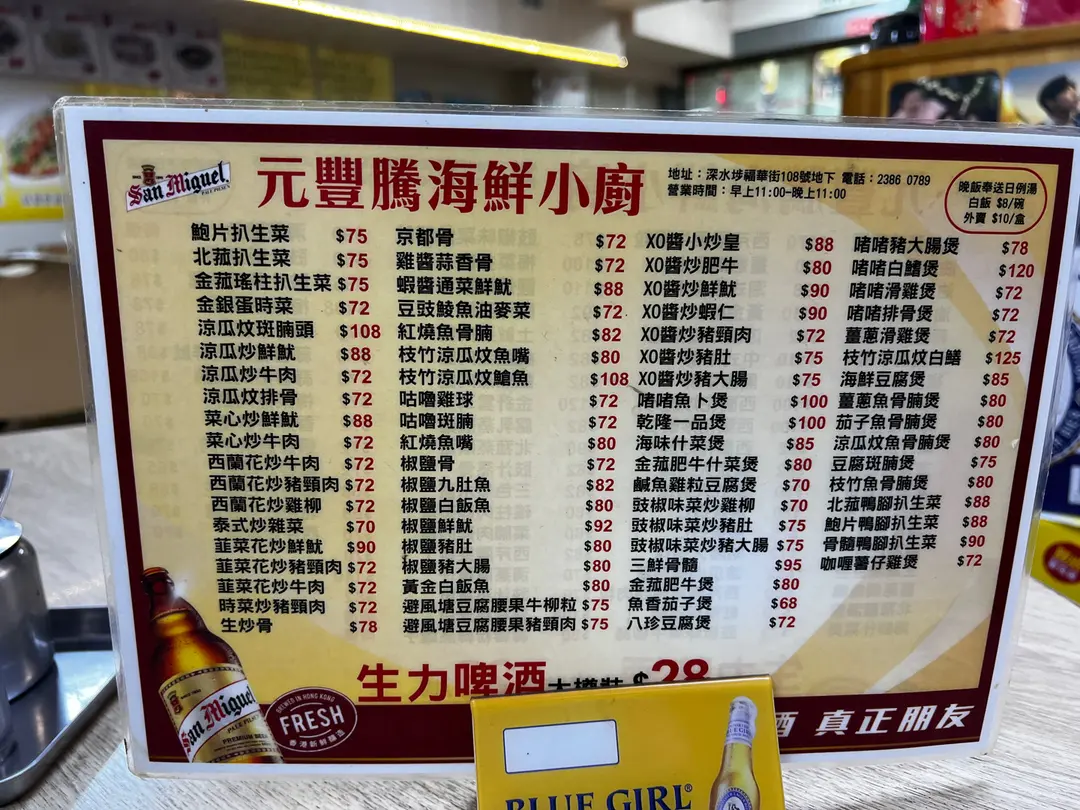 San Miguel
PALE PILSEN
元豐騰海鮮小廚
地址：深水埗福華街108號地下 電話：2386 0789
營業時間：早上11:00-晚上11:00
晚飯奉送日例湯
白飯 $8/碗
外賣 $10/盒
鮑片扒生菜 $75
北菰扒生菜 $75
金菰瑤柱扒生菜 $75
金銀蛋時菜 $72
涼瓜炆斑腩頭 $108
涼瓜炒鮮魷 $88
涼瓜炒牛肉 $72
涼瓜炆排骨 $72
菜心炒鮮魷 $88
菜心炒牛肉 $72
西蘭花炒牛肉 $72
西蘭花炒豬頸肉 $72
西蘭花炒雞柳 $72
泰式炒雜菜 $70
韮菜花炒鮮魷 $90
韮菜花炒豬頸肉 $72
韮菜花炒牛肉 $72
時菜炒豬頸肉 $72
生炒骨 $78
京都骨 $72
雞醬蒜香骨 $72
蝦醬通菜鮮魷 $88
豆豉鯪魚油麥菜 $72
紅燒魚骨腩 $82
枝竹涼瓜炆魚嘴 $80
枝竹涼瓜炆鱠魚 $108
咕嚕雞球 $72
咕嚕斑腩 $72
紅燒魚嘴 $80
椒鹽骨 $72
椒鹽九肚魚 $82
椒鹽白飯魚 $80
椒鹽鮮魷 $92
椒鹽豬肚 $80
椒鹽豬大腸 $80
黃金白飯魚 $80
避風塘豆腐腰果牛柳粒 $75
避風塘豆腐腰果豬頸肉 $75
XO醬小炒皇 $88
XO醬炒肥牛 $80
XO醬炒鮮魷 $90
XO醬炒蝦仁 $90
XO醬炒豬頸肉 $72
XO醬炒豬肚 $75
XO醬炒豬大腸 $75
啫啫魚卜煲 $100
乾隆一品煲 $100
海味什菜煲 $85
金菰肥牛什菜煲 $80
鹹魚雞粒豆腐煲 $70
豉椒味菜炒雞柳 $70
豉椒味菜炒豬肚 $75
豉椒味菜炒豬大腸 $75
三鮮骨髓 $95
金菰肥牛煲 $80
魚香茄子煲 $68
八珍豆腐煲 $72
啫啫豬大腸煲 $78
啫啫白鱔煲 $120
啫啫滑雞煲 $72
啫啫排骨煲 $72
薑蔥滑雞煲 $72
枝竹涼瓜炆白鱔 $125
海鮮豆腐煲 $85
薑蔥魚骨腩煲 $80
茄子魚骨腩煲 $80
涼瓜炆魚骨腩煲 $80
豆腐斑腩煲 $75
枝竹魚骨腩煲 $80
北菰鴨腳扒生菜 $88
鮑片鴨腳扒生菜 $88
骨髓鴨腳扒生菜 $90
咖喱薯仔雞煲 $72
生力啤酒 大樽裝 $28
San Miguel
PALE PILSEN
PREMIUM BEER
BREWED IN HONG KONG
FRESH
香港新鮮釀造
酒 真正朋友
BLUE GIRL